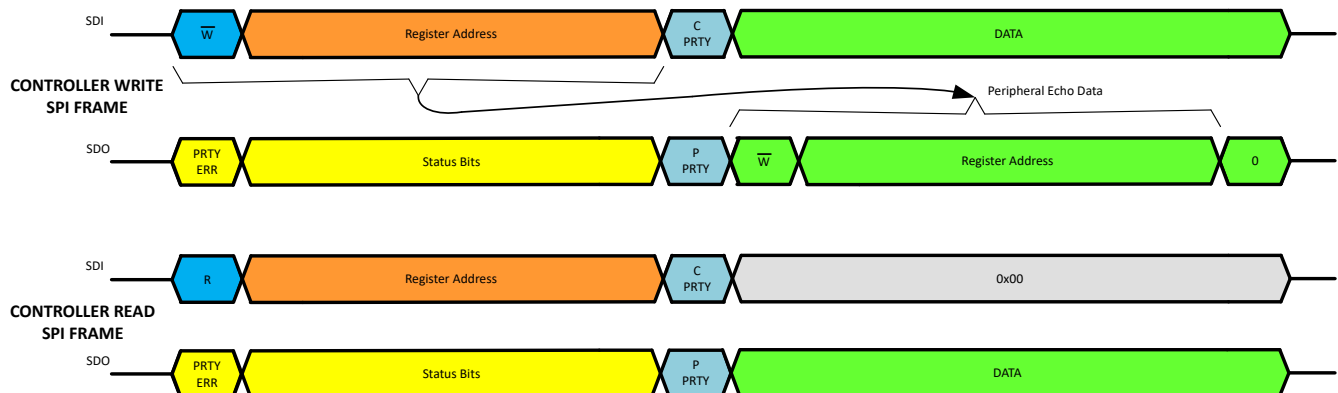 SDI
W̅
Register Address
C
PRTY
DATA
CONTROLLER WRITE
SPI FRAME
Peripheral Echo Data
SDO
PRTY
ERR
Status Bits
P
PRTY
W̅
Register Address
0
SDI
R
Register Address
C
PRTY
0x00
CONTROLLER READ
SPI FRAME
SDO
PRTY
ERR
Status Bits
P
PRTY
DATA